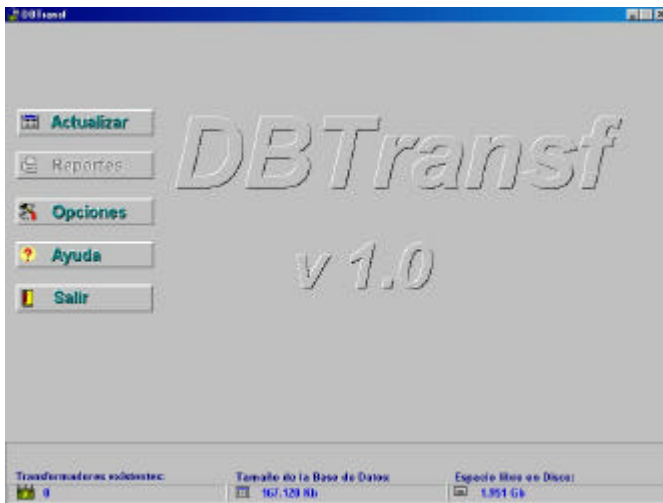 DBTransf
Actualizar
Reportes
Opciones
Ayuda
Salir
DBTransf
v 1.0
Transformadores existentes:
0
Tamaño de la Base de Datos
167.120 Kb
Espacio libre en Disco:
1.951 Gb